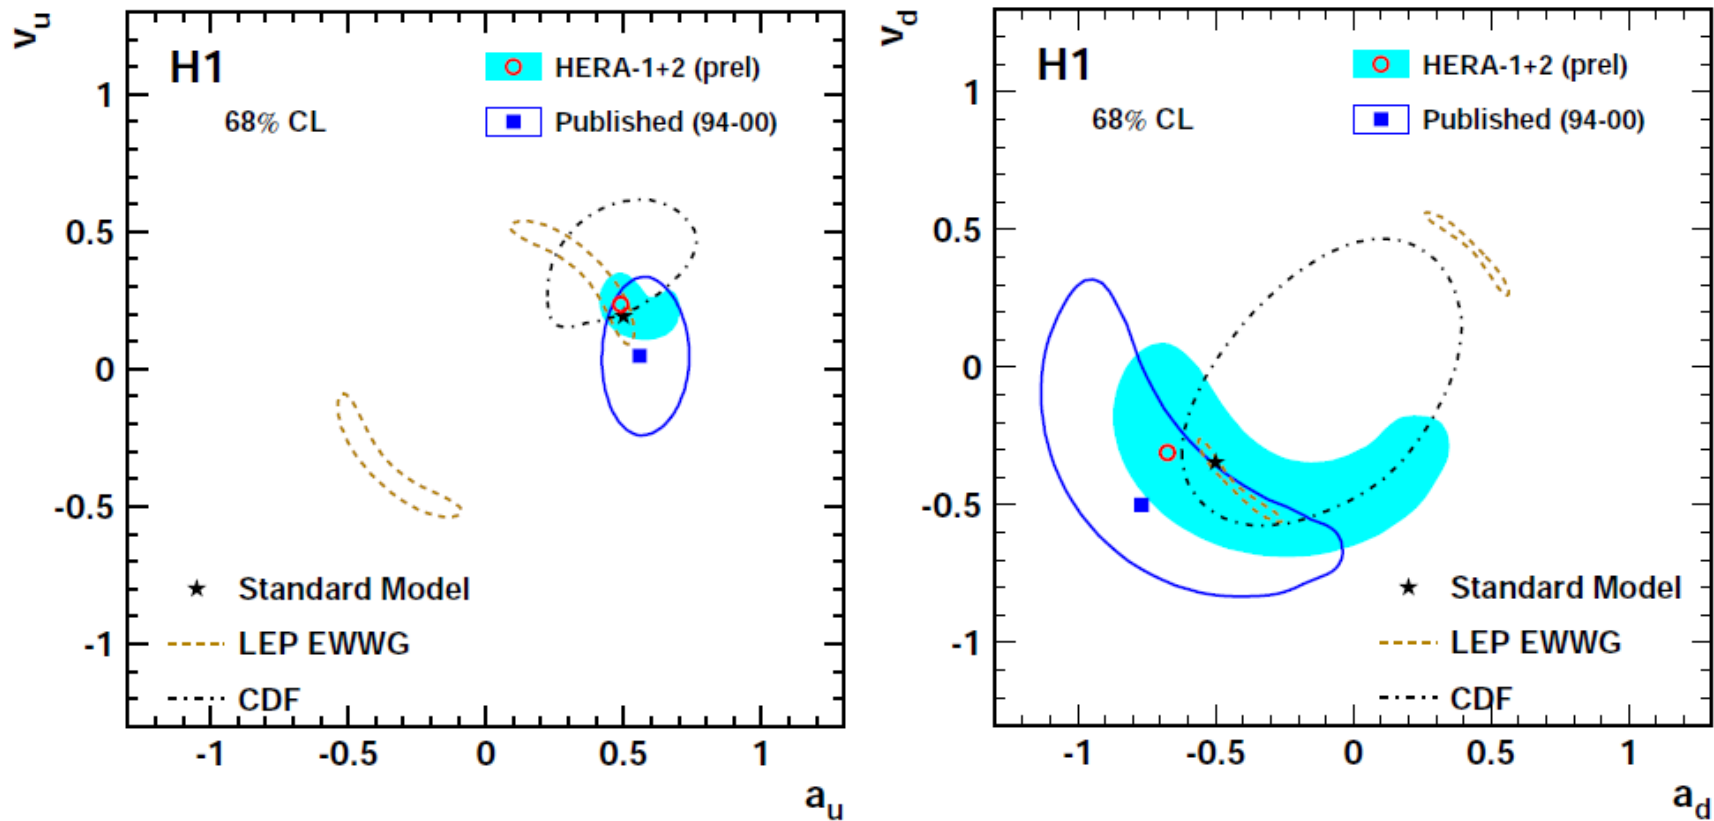 v_u
H1
HERA-1+2 (prel)
68% CL
Published (94-00)
1
0.5
0
-0.5
-1
Standard Model
LEP EWWG
CDF
-1 -0.5 0 0.5 1
a_u
v_d
H1
HERA-1+2 (prel)
68% CL
Published (94-00)
1
0.5
0
-0.5
-1
Standard Model
LEP EWWG
CDF
-1 -0.5 0 0.5 1
a_d